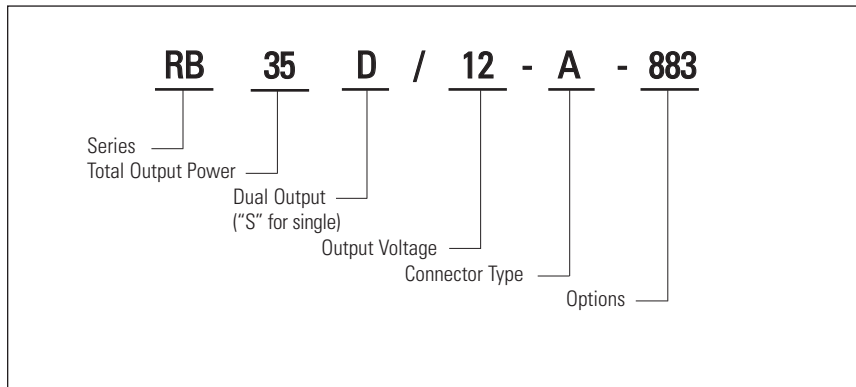 RB 35 D / 12 - A - 883
Series
Total Output Power
Dual Output
(“S” for single)
Output Voltage
Connector Type
Options